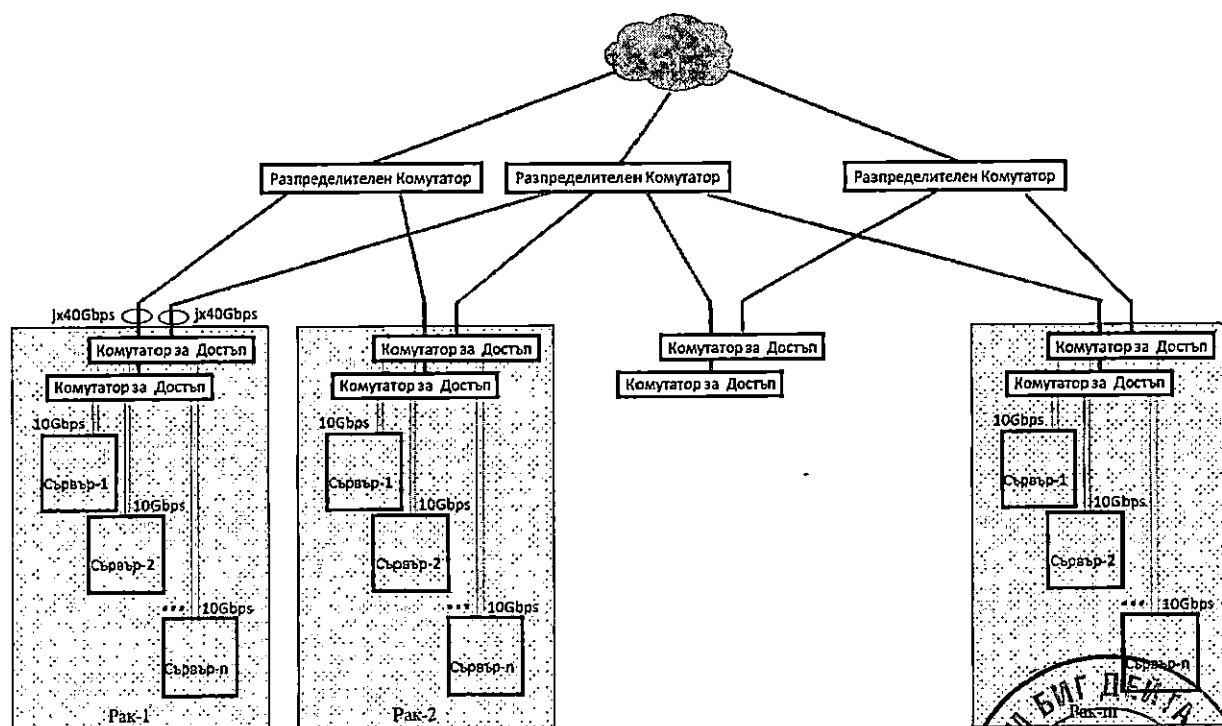 Разпределителен Комутатор
Разпределителен Комутатор
Разпределителен Комутатор
jx40Gbps
jx40Gbps
Комутатор за Достъп
Комутатор за Достъп
Комутатор за Достъп
Комутатор за Достъп
Комутатор за Достъп
Комутатор за Достъп
Комутатор за Достъп
Комутатор за Достъп
10Gbps
10Gbps
10Gbps
Сървър-1
Сървър-1
Сървър-1
10Gbps
10Gbps
10Gbps
Сървър-2
Сървър-2
Сървър-2
... 10Gbps
... 10Gbps
... 10Gbps
Сървър-n
Сървър-n
Сървър-n
Рак-1
Рак-2
Рак-m
БИГ ДЕЙТА